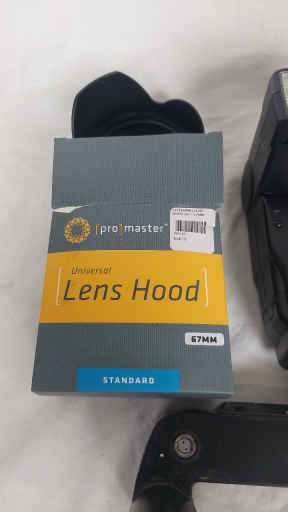 [pro]master
Universal
[Lens Hood]
67MM
STANDARD